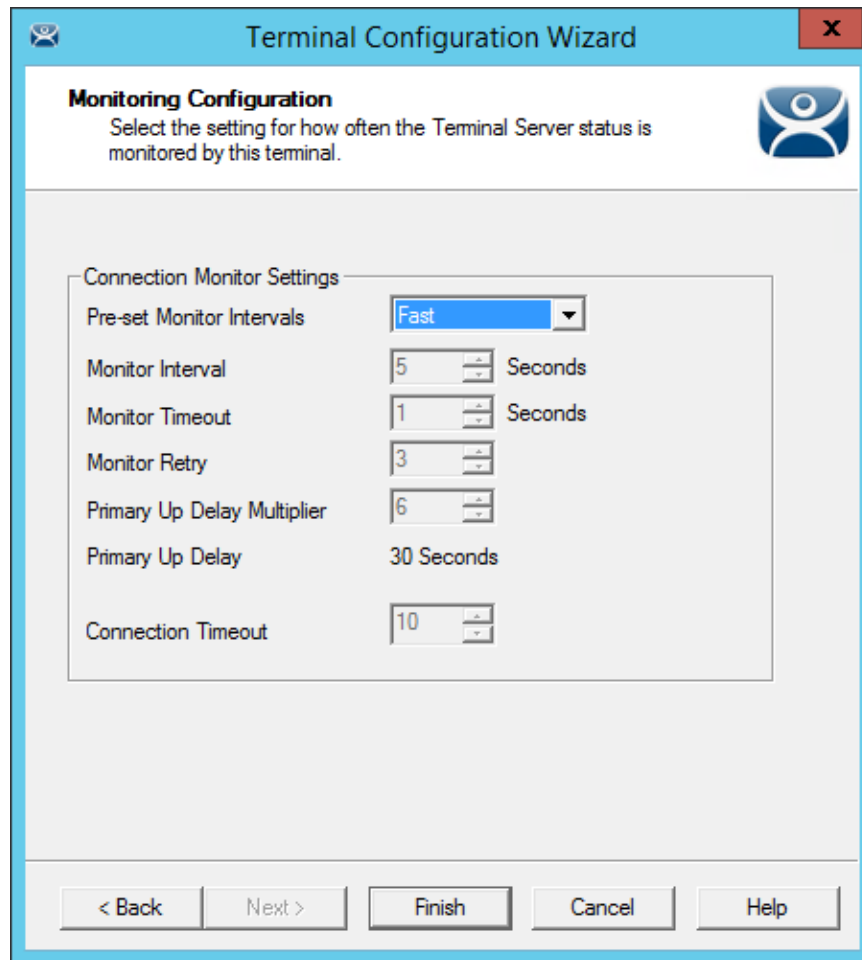 Terminal Configuration Wizard
x
Monitoring Configuration
Select the setting for how often the Terminal Server status is
monitored by this terminal.
Connection Monitor Settings
Pre-set Monitor Intervals Fast
Monitor Interval 5 Seconds
Monitor Timeout 1 Seconds
Monitor Retry 3
Primary Up Delay Multiplier 6
Primary Up Delay 30 Seconds
Connection Timeout 10
< Back Next > Finish Cancel Help